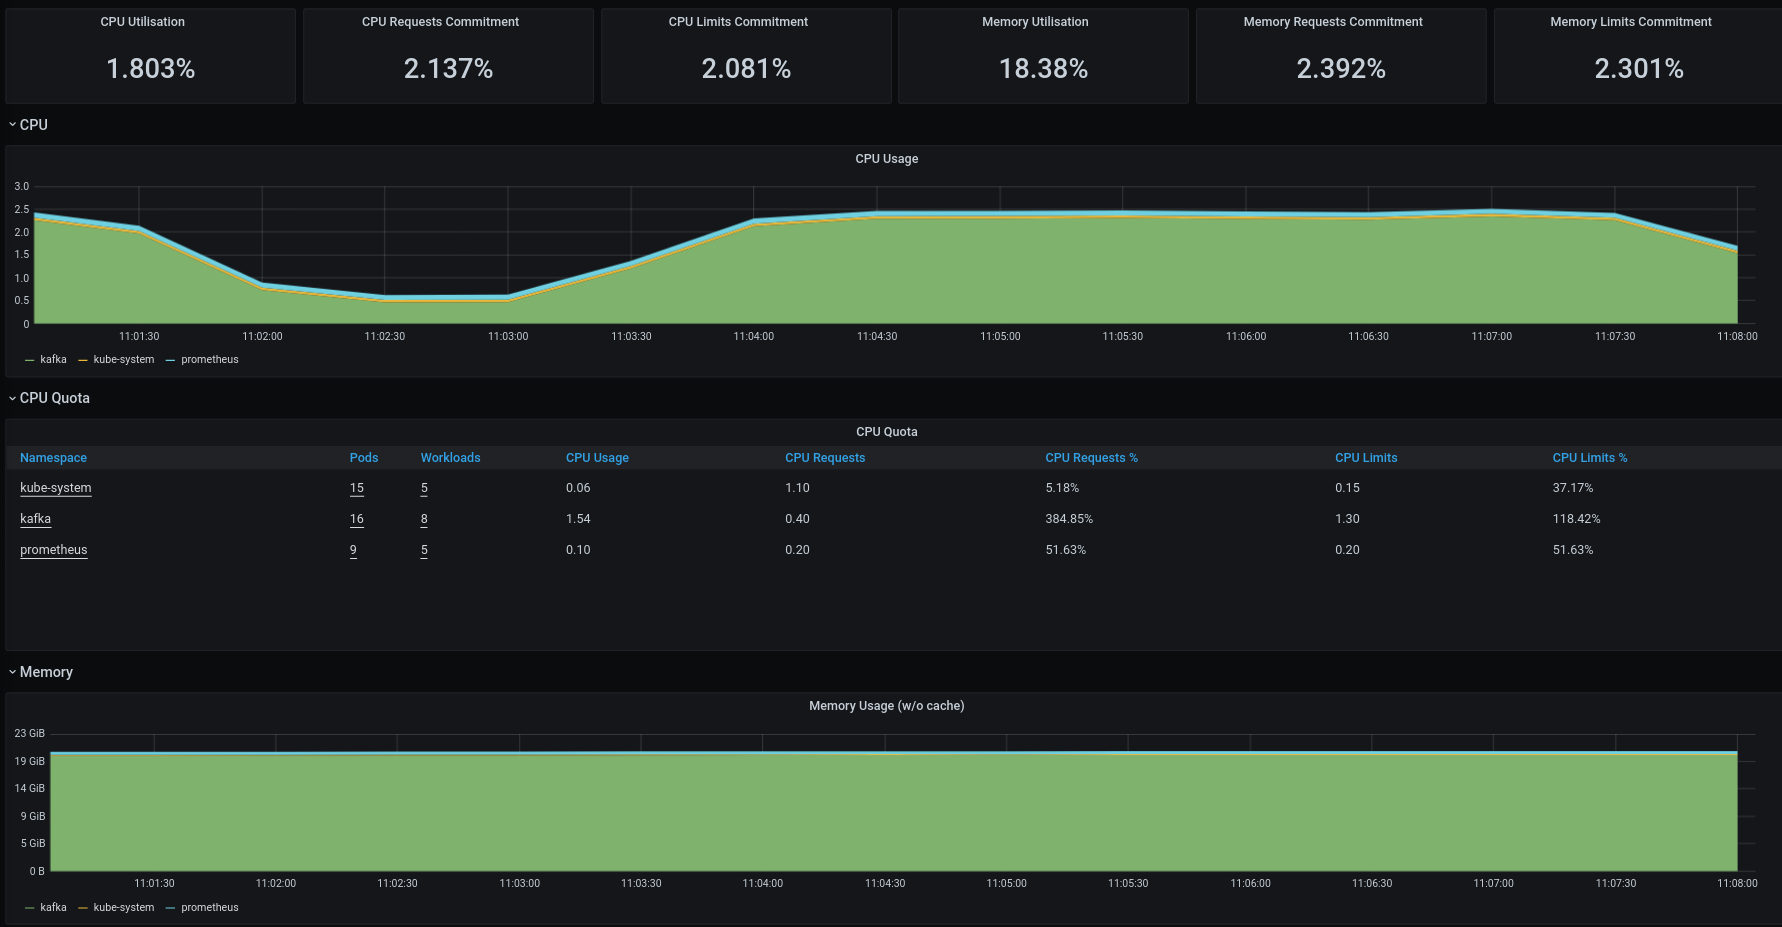 CPU Utilisation CPU Requests Commitment CPU Limits Commitment Memory Utilisation Memory Requests Commitment Memory Limits Commitment
1.803% 2.137% 2.081% 18.38% 2.392% 2.301%
CPU
CPU Usage
3.0
2.5
2.0
1.5
1.0
0.5
0
11:01:30 11:02:00 11:02:30 11:03:00 11:03:30 11:04:00 11:04:30 11:05:00 11:05:30 11:06:00 11:06:30 11:07:00 11:07:30 11:08:00
kafka kube-system prometheus
CPU Quota
CPU Quota
Namespace Pods Workloads CPU Usage CPU Requests CPU Requests % CPU Limits CPU Limits %
kube-system 15 5 0.06 1.10 5.18% 0.15 37.17%
kafka 16 8 1.54 0.40 384.85% 1.30 118.42%
prometheus 9 5 0.10 0.20 51.63% 0.20 51.63%
Memory
Memory Usage (w/o cache)
23 GiB
19 GiB
14 GiB
9 GiB
5 GiB
0 B
11:01:30 11:02:00 11:02:30 11:03:00 11:03:30 11:04:00 11:04:30 11:05:00 11:05:30 11:06:00 11:06:30 11:07:00 11:07:30 11:08:00
kafka kube-system prometheus